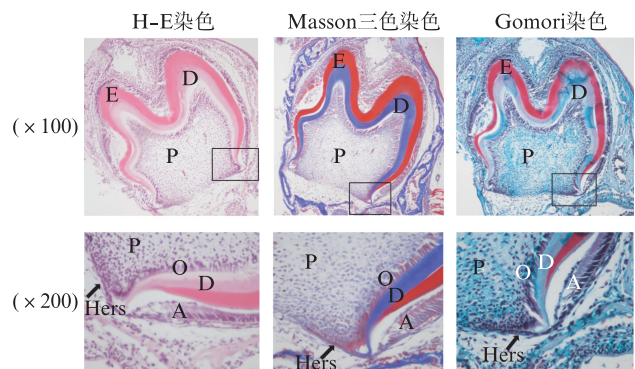 H-E染色 Masson三色染色 Gomori染色
(×100)
E D P
E D P
E D P
(×200)
P O D A Hers
P O D A Hers
P O D A Hers